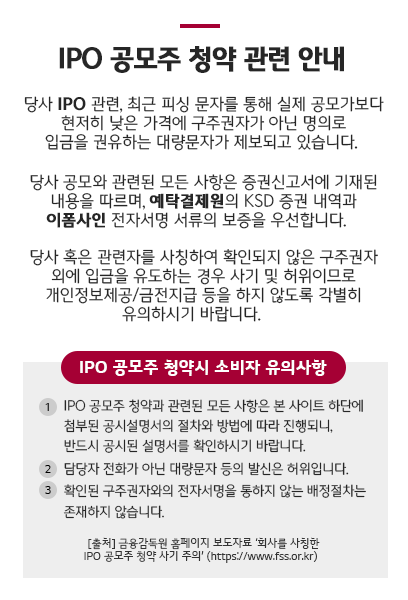 IPO 공모주 청약 관련 안내
당사 IPO 관련, 최근 피싱 문자를 통해 실제 공모가보다
현저히 낮은 가격에 구주권자가 아닌 명의로
입금을 권유하는 대량문자가 제보되고 있습니다.
당사 공모와 관련된 모든 사항은 증권신고서에 기재된
내용을 따르며, 예탁결제원의 KSD 증권 내역과
이폼사인 전자서명 서류의 보증을 우선합니다.
당사 혹은 관련자를 사칭하여 확인되지 않은 구주권자
외에 입금을 유도하는 경우 사기 및 허위이므로
개인정보제공/금전지급 등을 하지 않도록 각별히
유의하시기 바랍니다.
IPO 공모주 청약시 소비자 유의사항
1 IPO 공모주 청약과 관련된 모든 사항은 본 사이트 하단에
첨부된 공시설명서의 절차와 방법에 따라 진행되니,
반드시 공시된 설명서를 확인하시기 바랍니다.
2 담당자 전화가 아닌 대량문자 등의 발신은 허위입니다.
3 확인된 구주권자와의 전자서명을 통하지 않는 배정절차는
존재하지 않습니다.
[출처] 금융감독원 홈페이지 보도자료 '회사를 사칭한
IPO 공모주 청약 사기 주의' (https://www.fss.or.kr)